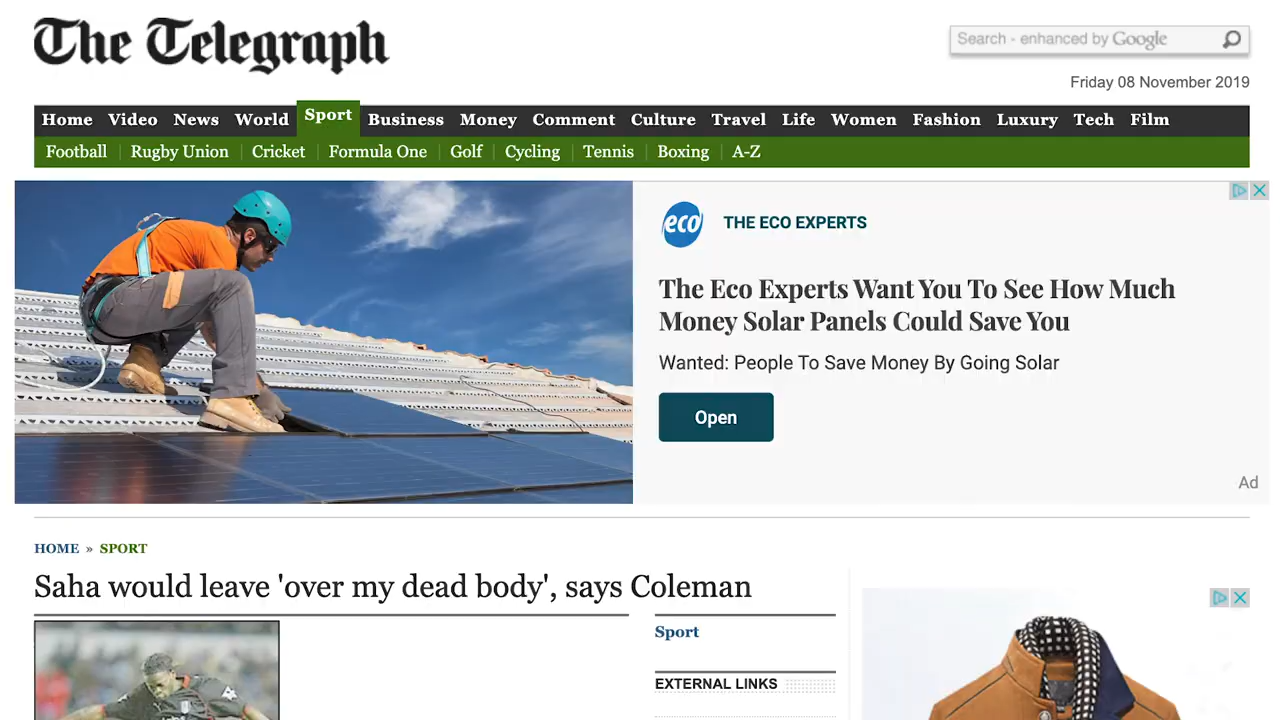 The Telegraph
Search - enhanced by Google
Friday 08 November 2019
Home Video News World Sport Business Money Comment Culture Travel Life Women Fashion Luxury Tech Film
Football Rugby Union Cricket Formula One Golf Cycling Tennis Boxing A-Z
eco THE ECO EXPERTS
The Eco Experts Want You To See How Much
Money Solar Panels Could Save You
Wanted: People To Save Money By Going Solar
Open
Ad
HOME » SPORT
Saha would leave 'over my dead body', says Coleman
Sport
EXTERNAL LINKS